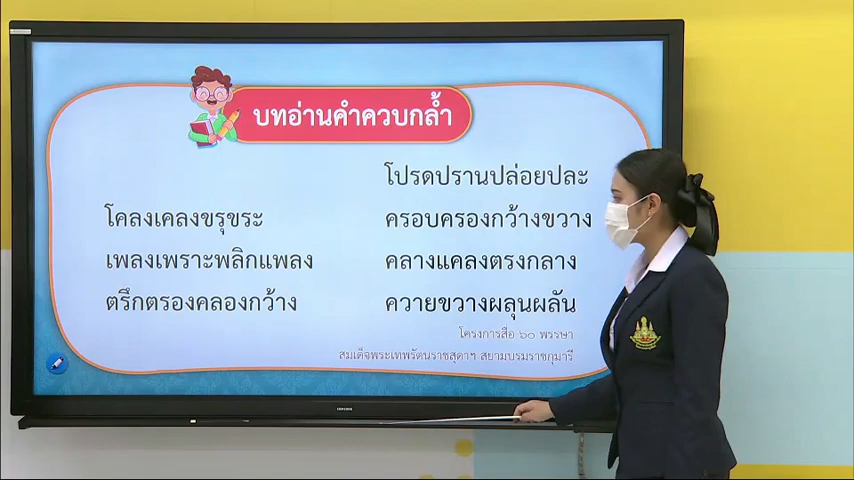 บทอ่านคำควบกล้ำ
โปรดปรานปล่อยปละ
โคลงเคลงขรุขระ
ครอบครองกว้างขวาง
เพลงเพราะพลิกแพลง
คลางแคลงตรงกลาง
ตรึกตรองคลองกว้าง
ควายขวางผลุนผลัน
โครงการสื่อ ๖๐ พรรษา
สมเด็จพระเทพรัตนราชสุดาฯ สยามบรมราชกุมารี